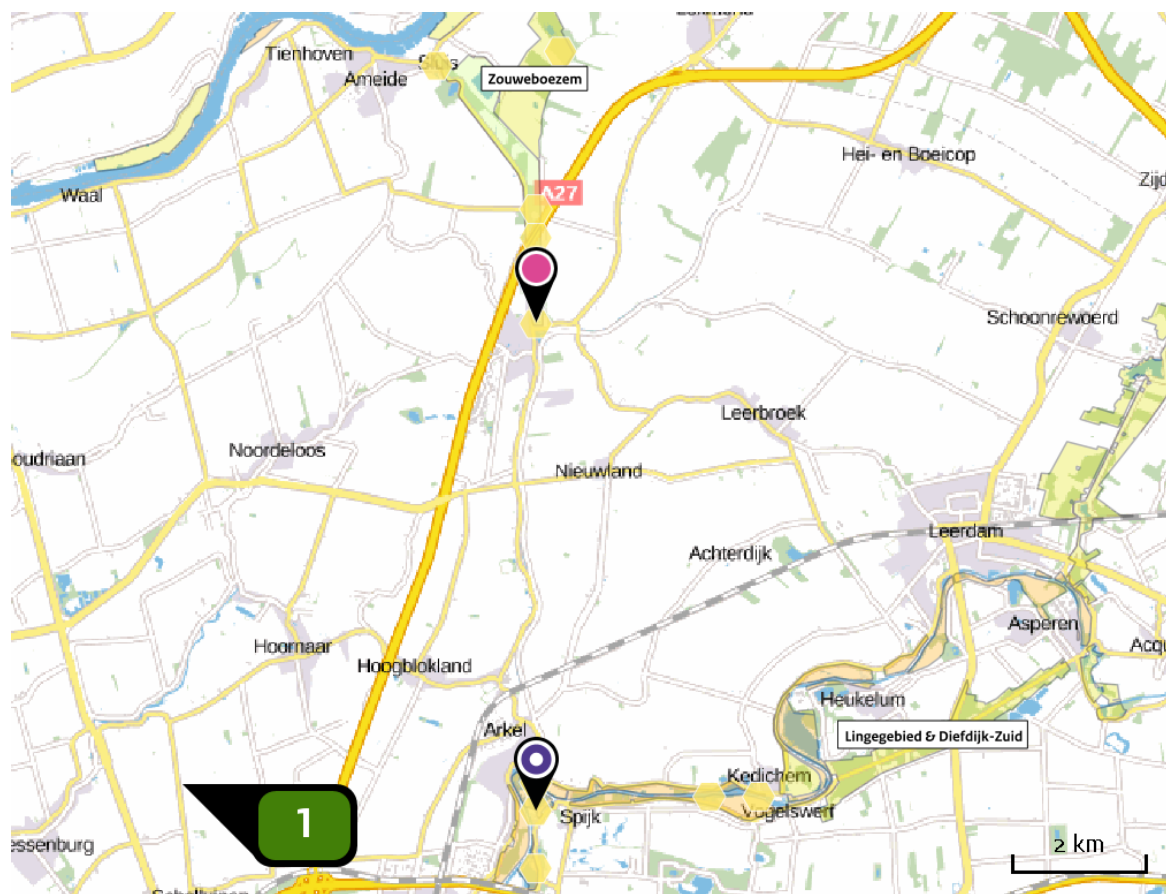 Tienhoven
Sluis
Ameide
Zouweboezem
Hei- en Boeicop
Waal
A27
Zijd
Schoonrewoerd
Leerbroek
Noordeloos
oudriaan
Nieuwland
Leerdam
Achterdijk
Asperen
Hoornaar
Acqu
Hoogblokland
Heukelum
Arkel
Lingegebied & Diefdijk-Zuid
Kedichem
Vogelswerf
Spijk
1
essenburg
2 km